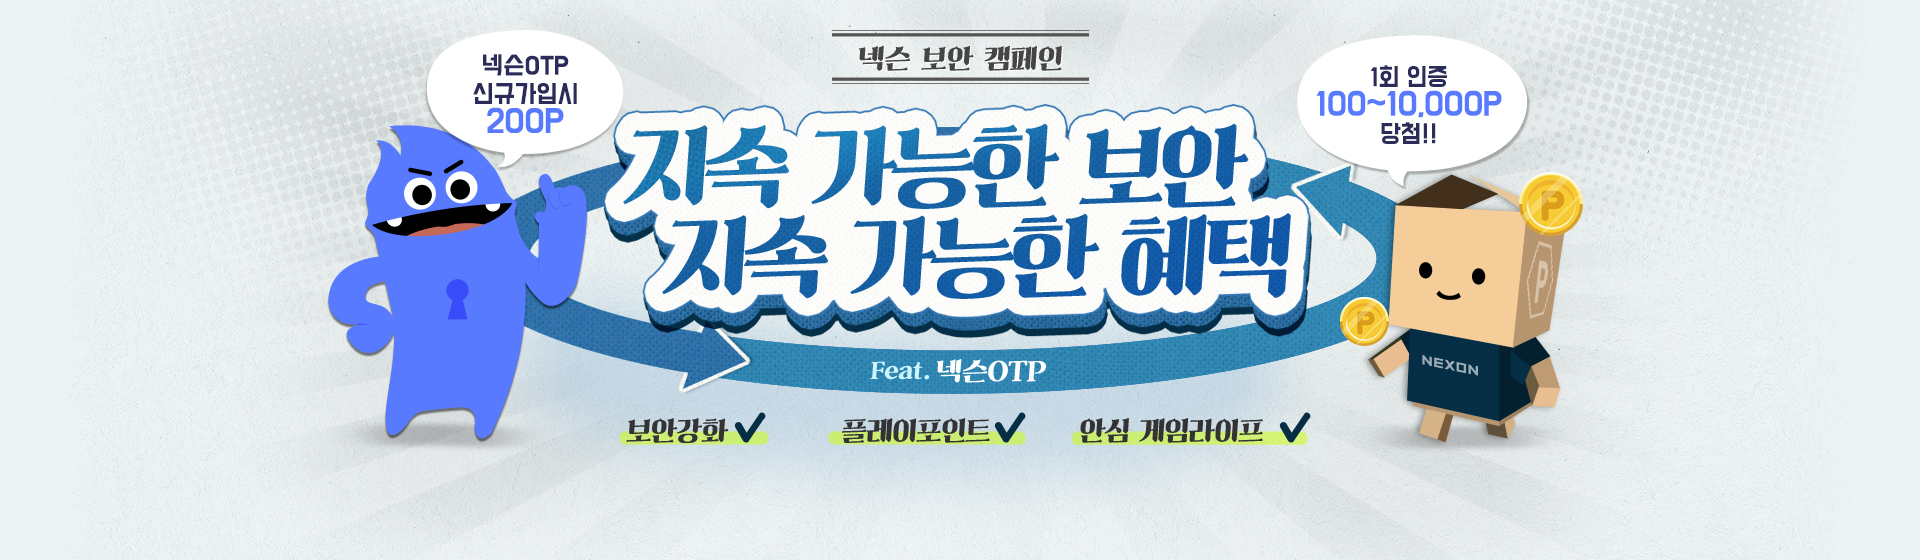 넥슨 보안 캠페인
넥슨OTP
신규가입시
200P
1회 인증
100~10,000P
당첨!!
지속 가능한 보안
지속 가능한 혜택
P
P
P
NEXON
Feat. 넥슨OTP
보안강화
플레이포인트
안심 게임라이프